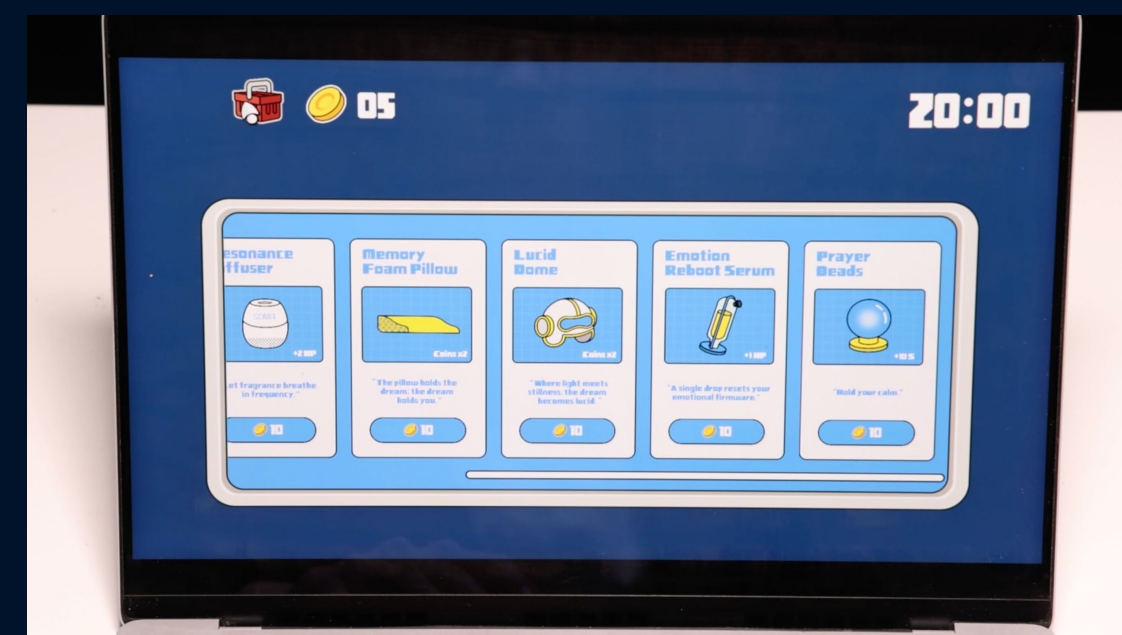 05
20:00
esonance
ffuser
+2 HP
et fragrance breathe
in frequency."
10
Memory
Foam Pillow
Coins x2
"The pillow holds the
dream; the dream
holds you."
10
Lucid
Dome
Coins x2
"Where light meets
stillness, the dream
becomes lucid."
10
Emotion
Reboot Serum
+1 HP
"A single drop resets your
emotional firmware."
10
Prayer
Beads
+10 S
"Hold your calm."
10